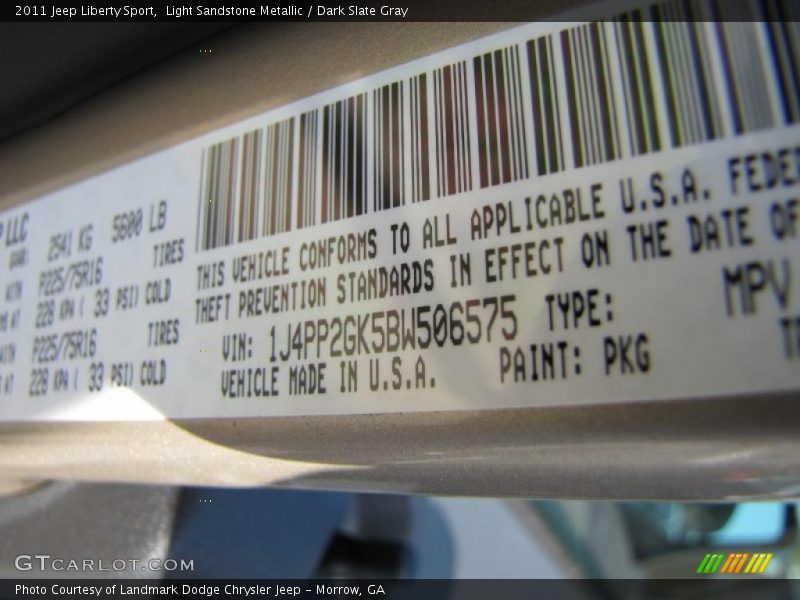 2011 Jeep Liberty Sport,  Light Sandstone Metallic / Dark Slate Gray
LLC
2541 KG 5600 LB
P225/75R16 TIRES
228 KPA ( 33 PSI) COLD
P225/75R16 TIRES
228 KPA ( 33 PSI) COLD
THIS VEHICLE CONFORMS TO ALL APPLICABLE U.S.A. FEDER
THEFT PREVENTION STANDARDS IN EFFECT ON THE DATE OF
VIN: 1J4PP2GK5BW506575 TYPE: MPV
VEHICLE MADE IN U.S.A. PAINT: PKG
GTCARLOT.COM
Photo Courtesy of Landmark Dodge Chrysler Jeep - Morrow, GA